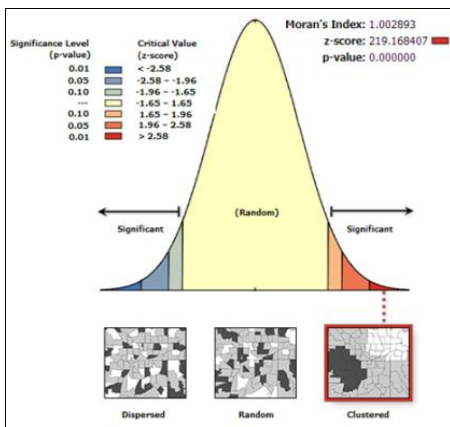 Moran's Index: 1.002893
z-score: 219.168407
p-value: 0.000000
Significance Level
(p-value)
Critical Value
(z-score)
0.01 < -2.58
0.05 -2.58 – -1.96
0.10 -1.96 – -1.65
--- -1.65 - 1.65
0.10 1.65 – 1.96
0.05 1.96 – 2.58
0.01 > 2.58
(Random)
Significant
Significant
Dispersed
Random
Clustered